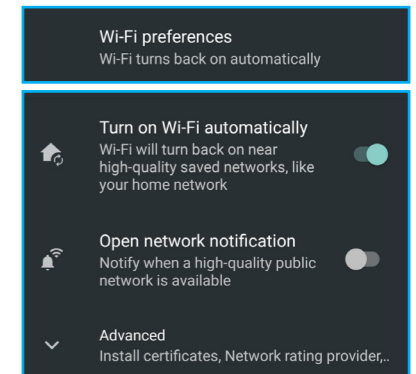 Wi-Fi preferences
Wi-Fi turns back on automatically
Turn on Wi-Fi automatically
Wi-Fi will turn back on near
high-quality saved networks, like
your home network
Open network notification
Notify when a high-quality public
network is available
Advanced
Install certificates, Network rating provider,..